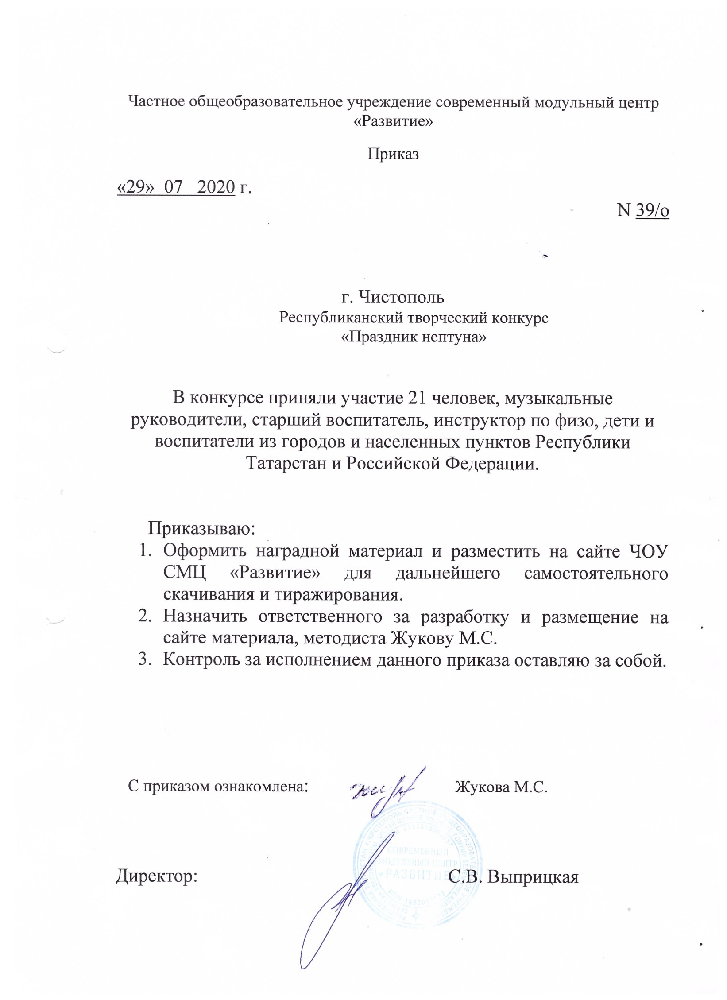 Частное общеобразовательное учреждение современный модульный центр
«Развитие»
Приказ
«29» 07 2020 г.
N 39/о
г. Чистополь
Республиканский творческий конкурс
«Праздник нептуна»
В конкурсе приняли участие 21 человек, музыкальные
руководители, старший воспитатель, инструктор по физо, дети и
воспитатели из городов и населенных пунктов Республики
Татарстан и Российской Федерации.
Приказываю:
1. Оформить наградной материал и разместить на сайте ЧОУ
СМЦ «Развитие» для дальнейшего самостоятельного
скачивания и тиражирования.
2. Назначить ответственного за разработку и размещение на
сайте материала, методиста Жукову М.С.
3. Контроль за исполнением данного приказа оставляю за собой.
С приказом ознакомлена: Жукова М.С.
Директор: С.В. Выприцкая
СОВРЕМЕННЫЙ
МОДУЛЬНЫЙ ЦЕНТР
«РАЗВИТИЕ»